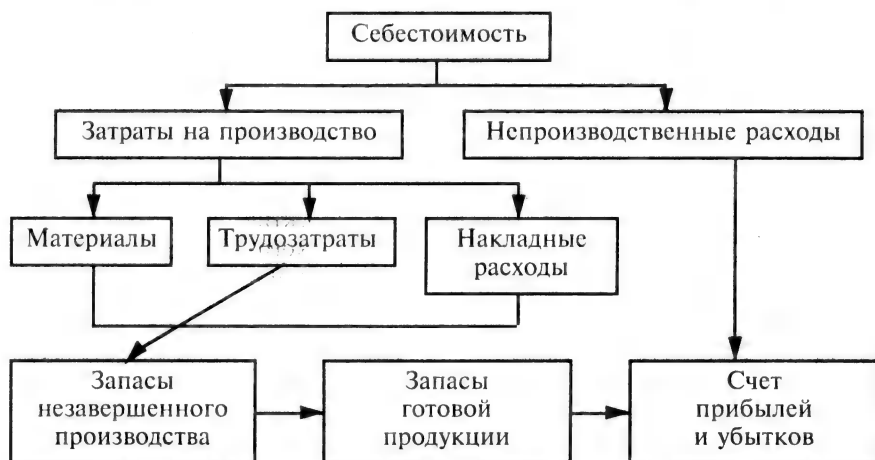 Себестоимость
Затраты на производство
Непроизводственные расходы
Материалы
Трудозатраты
Накладные
расходы
Запасы
незавершенного
производства
Запасы
готовой
продукции
Счет
прибылей
и убытков